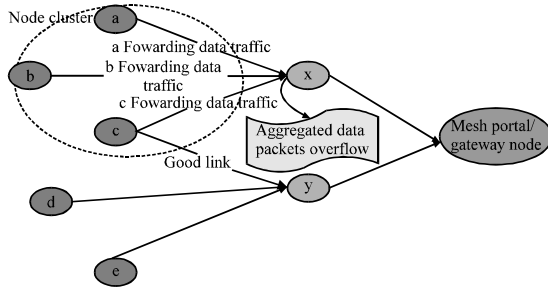 Node cluster
a
a Fowarding data traffic
b
b Fowarding data
traffic
x
c Fowarding data traffic
c
Aggregated data
packets overflow
Mesh portal/
gateway node
Good link
y
d
e